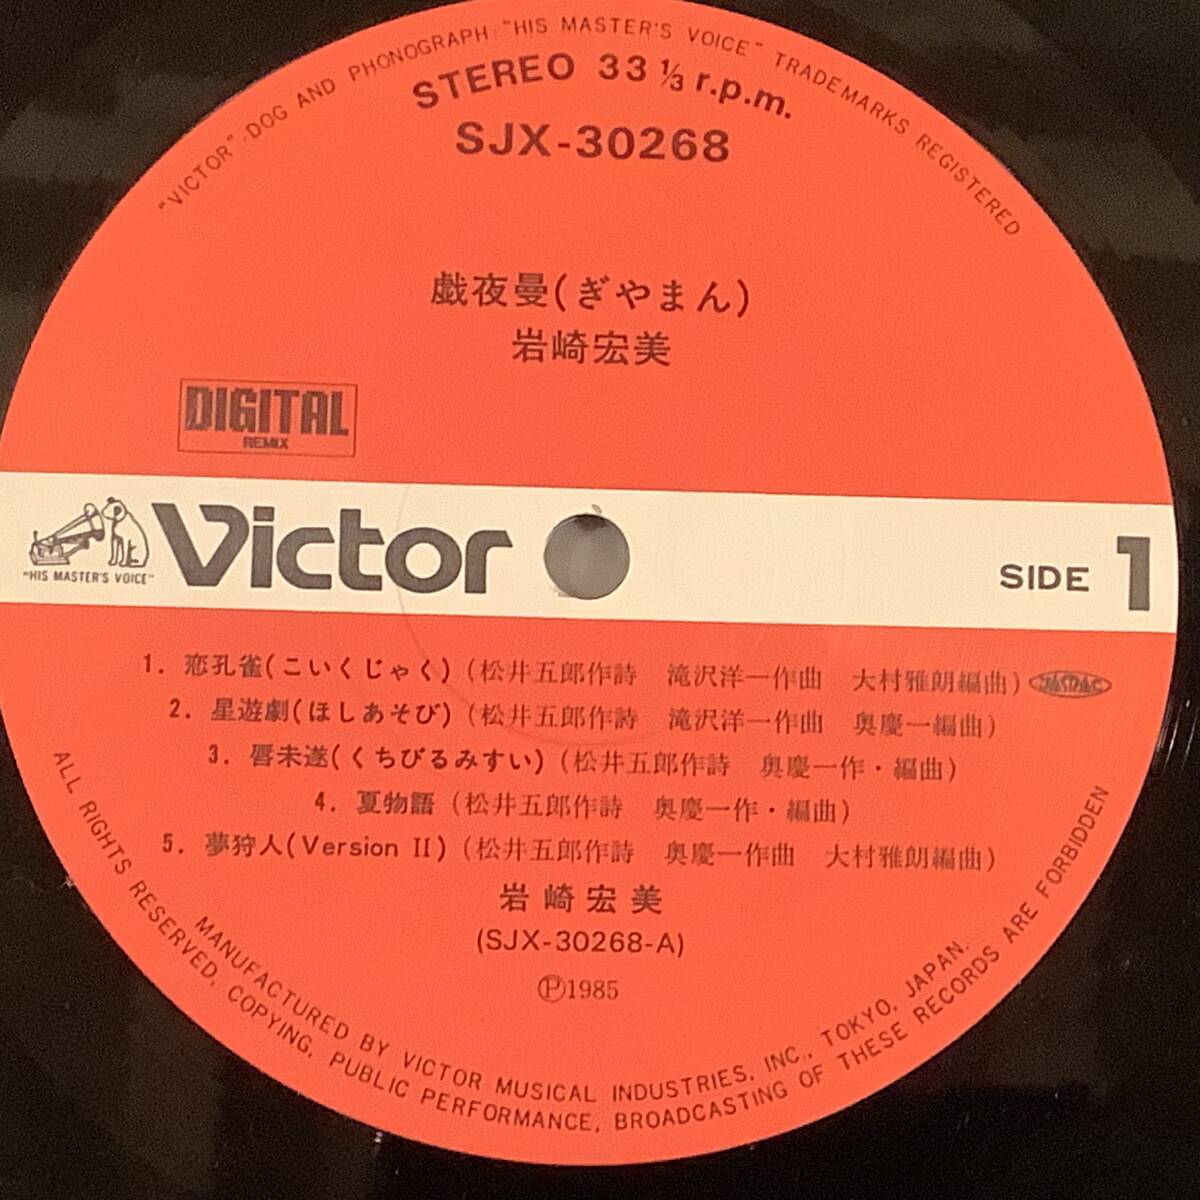 "VICTOR", DOG AND PHONOGRAPH, "HIS MASTER'S VOICE" TRADEMARKS REGISTERED
STEREO 33 ⅓ r.p.m.
SJX-30268
戯夜曼(ぎやまん)
岩崎宏美
DIGITAL
REMIX
"HIS MASTER'S VOICE"
Victor
SIDE 1
1. 恋孔雀(こいくじゃく)(松井五郎作詩 滝沢洋一作曲 大村雅朗編曲) JASRAC
2. 星遊劇(ほしあそび)(松井五郎作詩 滝沢洋一作曲 奥慶一編曲)
3. 唇未遂(くちびるみすい)(松井五郎作詩 奥慶一作・編曲)
4. 夏物語(松井五郎作詩 奥慶一作・編曲)
5. 夢狩人(Version II)(松井五郎作詩 奥慶一作曲 大村雅朗編曲)
岩崎宏美
(SJX-30268-A)
Ⓟ1985
MANUFACTURED BY VICTOR MUSICAL INDUSTRIES, INC., TOKYO, JAPAN.
ALL RIGHTS RESERVED, COPYING, PUBLIC PERFORMANCE, BROADCASTING OF THESE RECORDS ARE FORBIDDEN